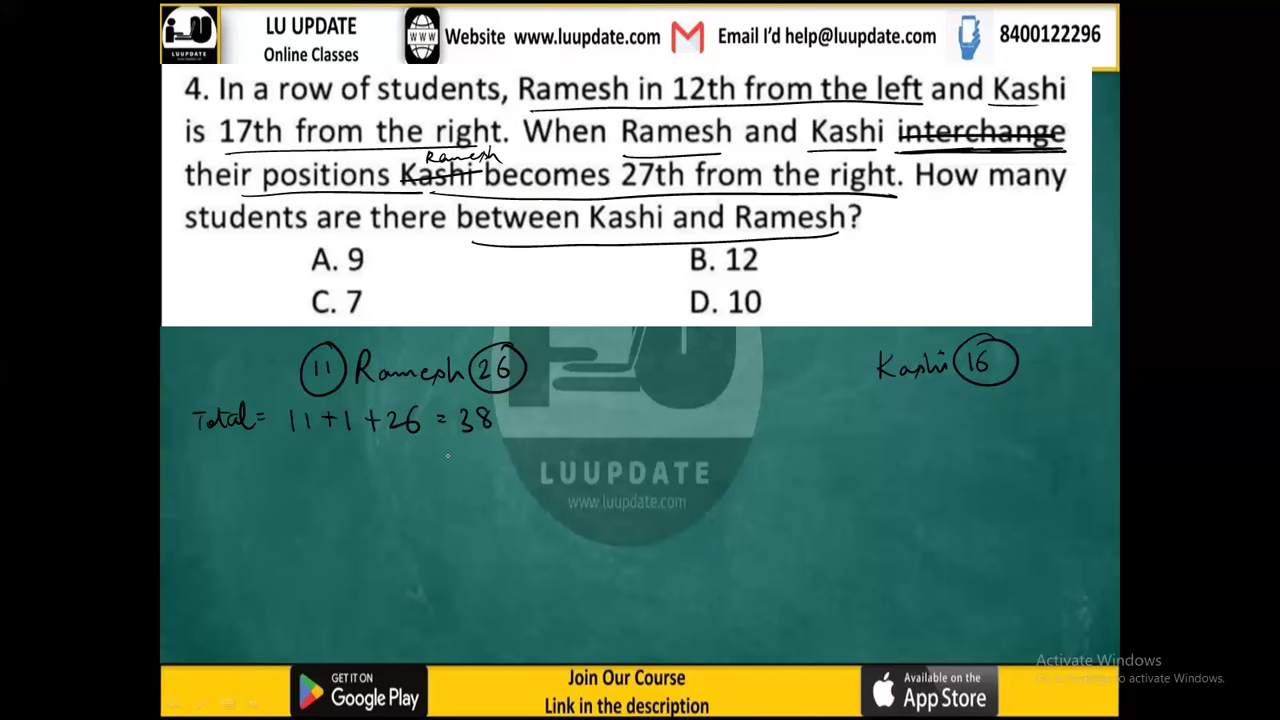 LU UPDATE
Online Classes
LUUPDATE
WWW
Website www.luupdate.com
Email I'd help@luupdate.com
8400122296
4. In a row of students, Ramesh in 12th from the left and Kashi
is 17th from the right. When Ramesh and Kashi interchange
Ramesh
their positions Kashi becomes 27th from the right. How many
students are there between Kashi and Ramesh?
A. 9 B. 12
C. 7 D. 10
11 Ramesh 26 Kashi 16
Total = 11 + 1 + 26 = 38
LUUPDATE
www.luupdate.com
Activate Windows
GET IT ON
Google Play
Join Our Course
Link in the description
Available on the
App Store